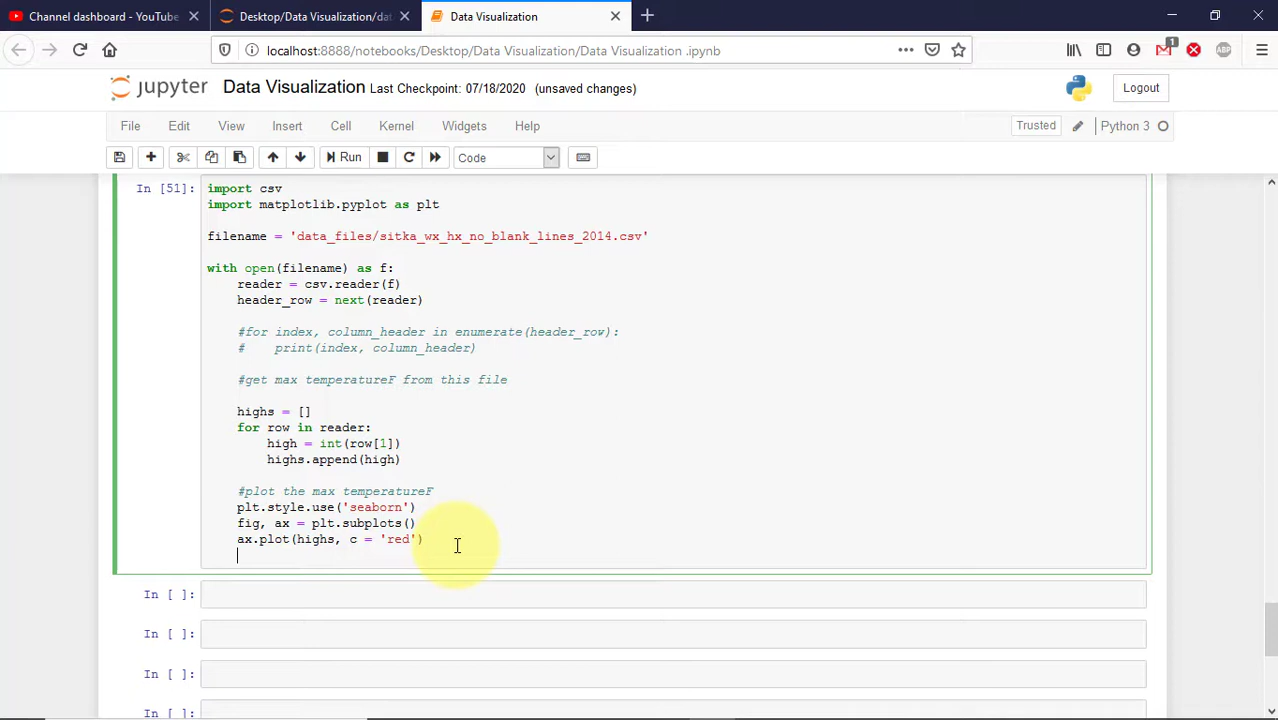 Channel dashboard - YouTube
Desktop/Data Visualization/dat
Data Visualization
localhost:8888/notebooks/Desktop/Data Visualization/Data Visualization .ipynb
1
ABP
jupyter Data Visualization Last Checkpoint: 07/18/2020 (unsaved changes)
Logout
File Edit View Insert Cell Kernel Widgets Help
Trusted
Python 3
Run
Code
In [51]:
import csv
import matplotlib.pyplot as plt
filename = 'data_files/sitka_wx_hx_no_blank_lines_2014.csv'
with open(filename) as f:
reader = csv.reader(f)
header_row = next(reader)
#for index, column_header in enumerate(header_row):
# print(index, column_header)
#get max temperatureF from this file
highs = []
for row in reader:
high = int(row[1])
highs.append(high)
#plot the max temperatureF
plt.style.use('seaborn')
fig, ax = plt.subplots()
ax.plot(highs, c = 'red')
In [ ]:
In [ ]:
In [ ]:
In [ ]: